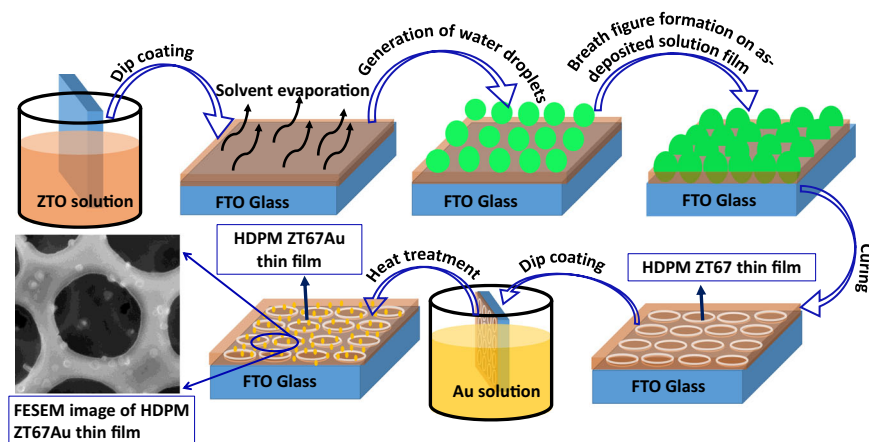 Dip coating
Solvent evaporation
Generation of water droplets
Breath figure formation on as-
deposited solution film
ZTO solution
FTO Glass
FTO Glass
FTO Glass
Curing
HDPM ZT67 thin film
FTO Glass
Dip coating
Au solution
Heat treatment
HDPM ZT67Au
thin film
FTO Glass
FESEM image of HDPM
ZT67Au thin film